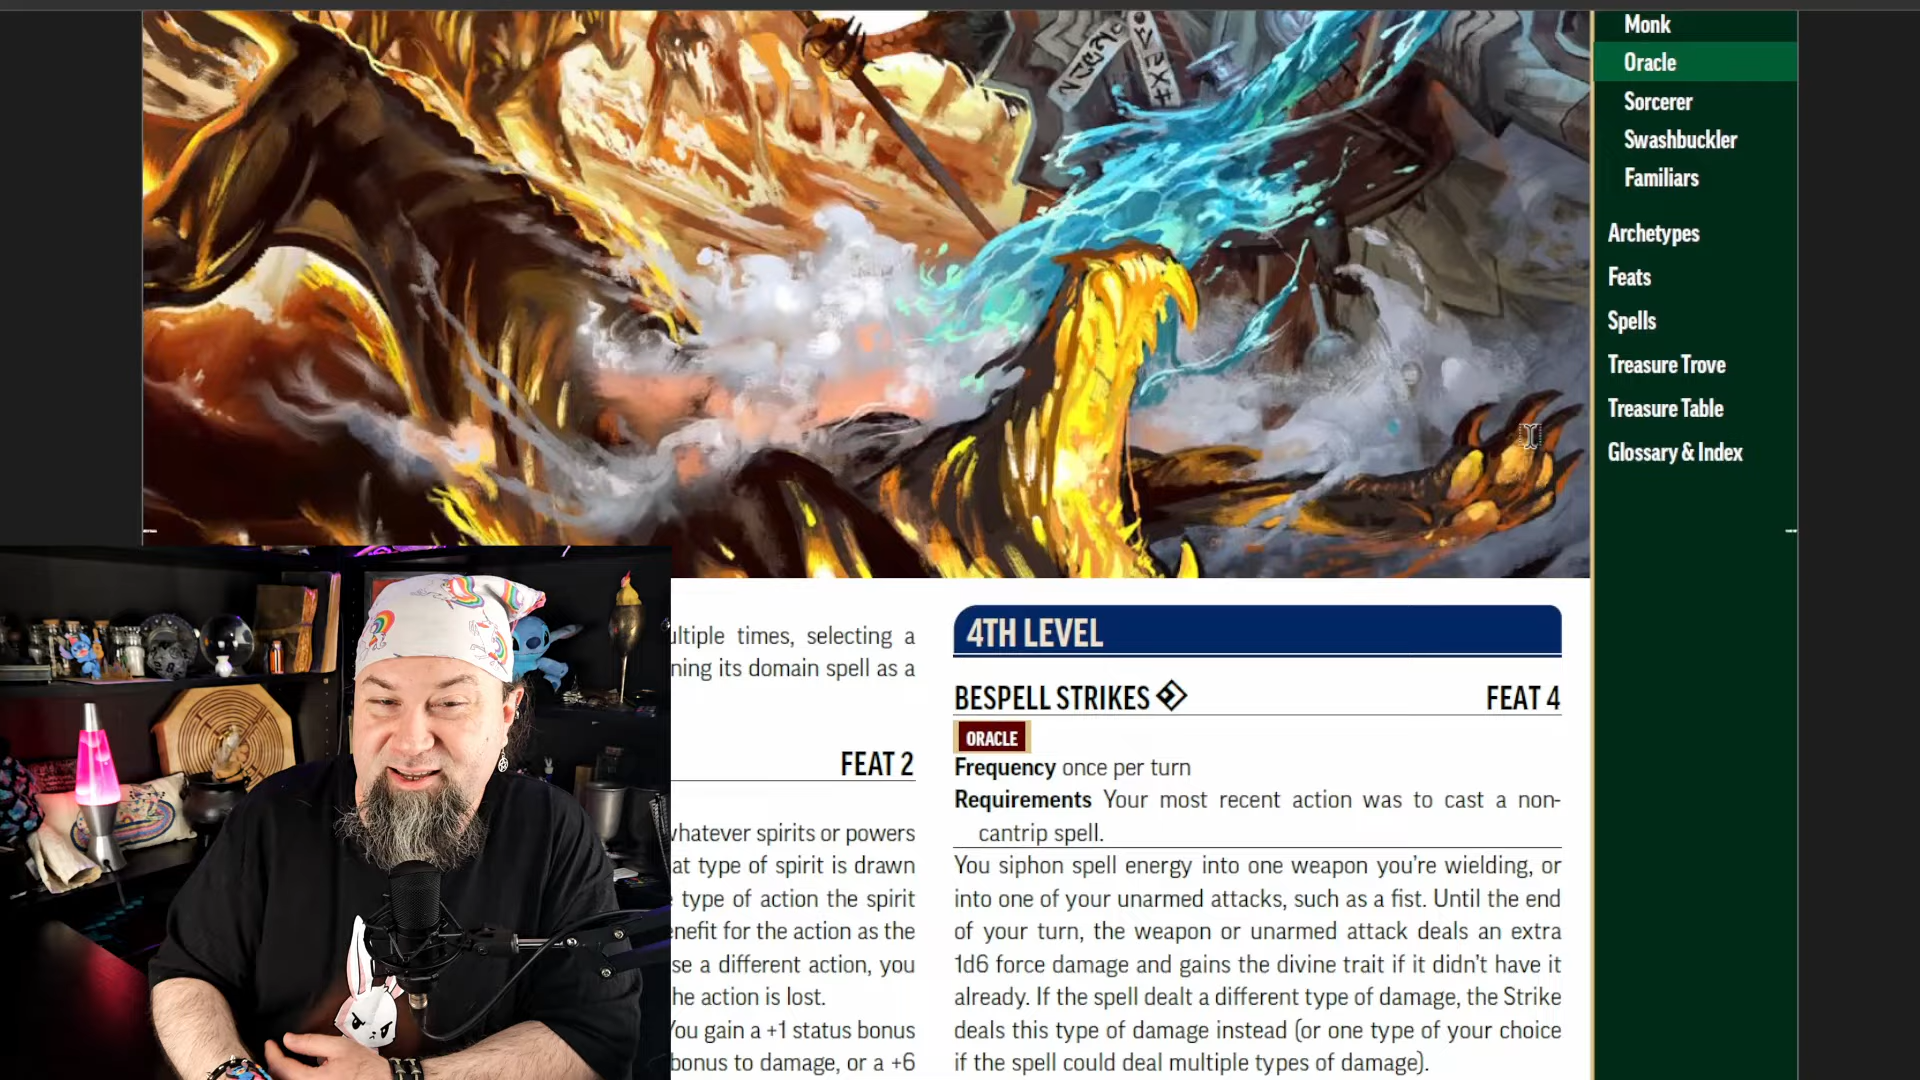 Monk
Oracle
Sorcerer
Swashbuckler
Familiars
Archetypes
Feats
Spells
Treasure Trove
Treasure Table
Glossary & Index
times, selecting a
its domain spell as a
FEAT 2
whatever spirits or powers
type of spirit is drawn
type of action the spirit
for the action as the
a different action, you
the action is lost.
You gain a +1 status bonus
bonus to damage, or a +6
4TH LEVEL
BESPELL STRIKES FEAT 4
ORACLE
Frequency once per turn
Requirements Your most recent action was to cast a non-
cantrip spell.
You siphon spell energy into one weapon you’re wielding, or
into one of your unarmed attacks, such as a fist. Until the end
of your turn, the weapon or unarmed attack deals an extra
1d6 force damage and gains the divine trait if it didn’t have it
already. If the spell dealt a different type of damage, the Strike
deals this type of damage instead (or one type of your choice
if the spell could deal multiple types of damage).